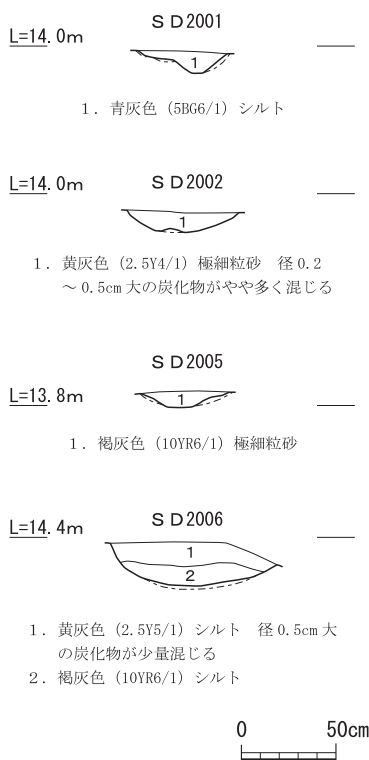 ＳＤ2001
L=14.0m
1
１．青灰色（5BG6/1）シルト
L=14.0m
ＳＤ2002
1
１．黄灰色（2.5Y4/1）極細粒砂　径 0.2
～ 0.5cm 大の炭化物がやや多く混じる
ＳＤ2005
L=13.8m
1
１．褐灰色（10YR6/1）極細粒砂
L=14.4m
ＳＤ2006
1
2
１．黄灰色（2.5Y5/1）シルト　径 0.5cm 大
の炭化物が少量混じる
２．褐灰色（10YR6/1）シルト
0　50cm